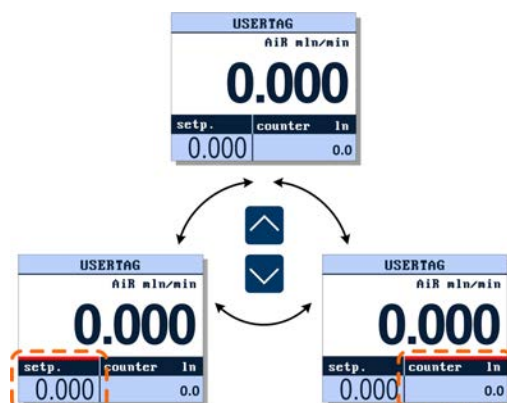 USERTAG
AiR mln/min
0.000
setp. counter ln
0.000 0.0
USERTAG
AiR mln/min
0.000
setp. counter ln
0.000 0.0
USERTAG
AiR mln/min
0.000
setp. counter ln
0.000 0.0